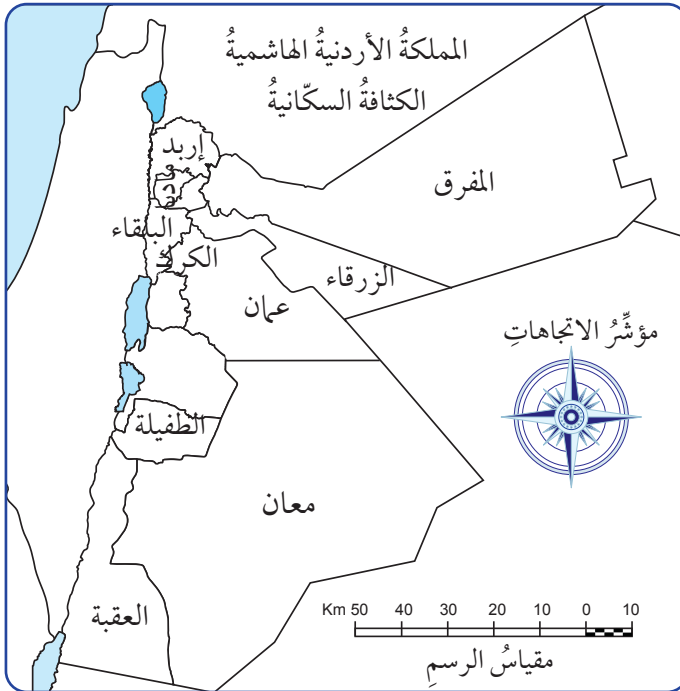 المملكةُ الأردنيةُ الهاشميةُ
الكثافةُ السكّانيةُ
إربد
مادبا
المفرق
البلقاء
الكرك
الزرقاء
عمان
مؤشِّرُ الاتجاهاتِ
الطفيلة
معان
العقبة
Km 50 40 30 20 10 0 10
مقياسُ الرسمِ